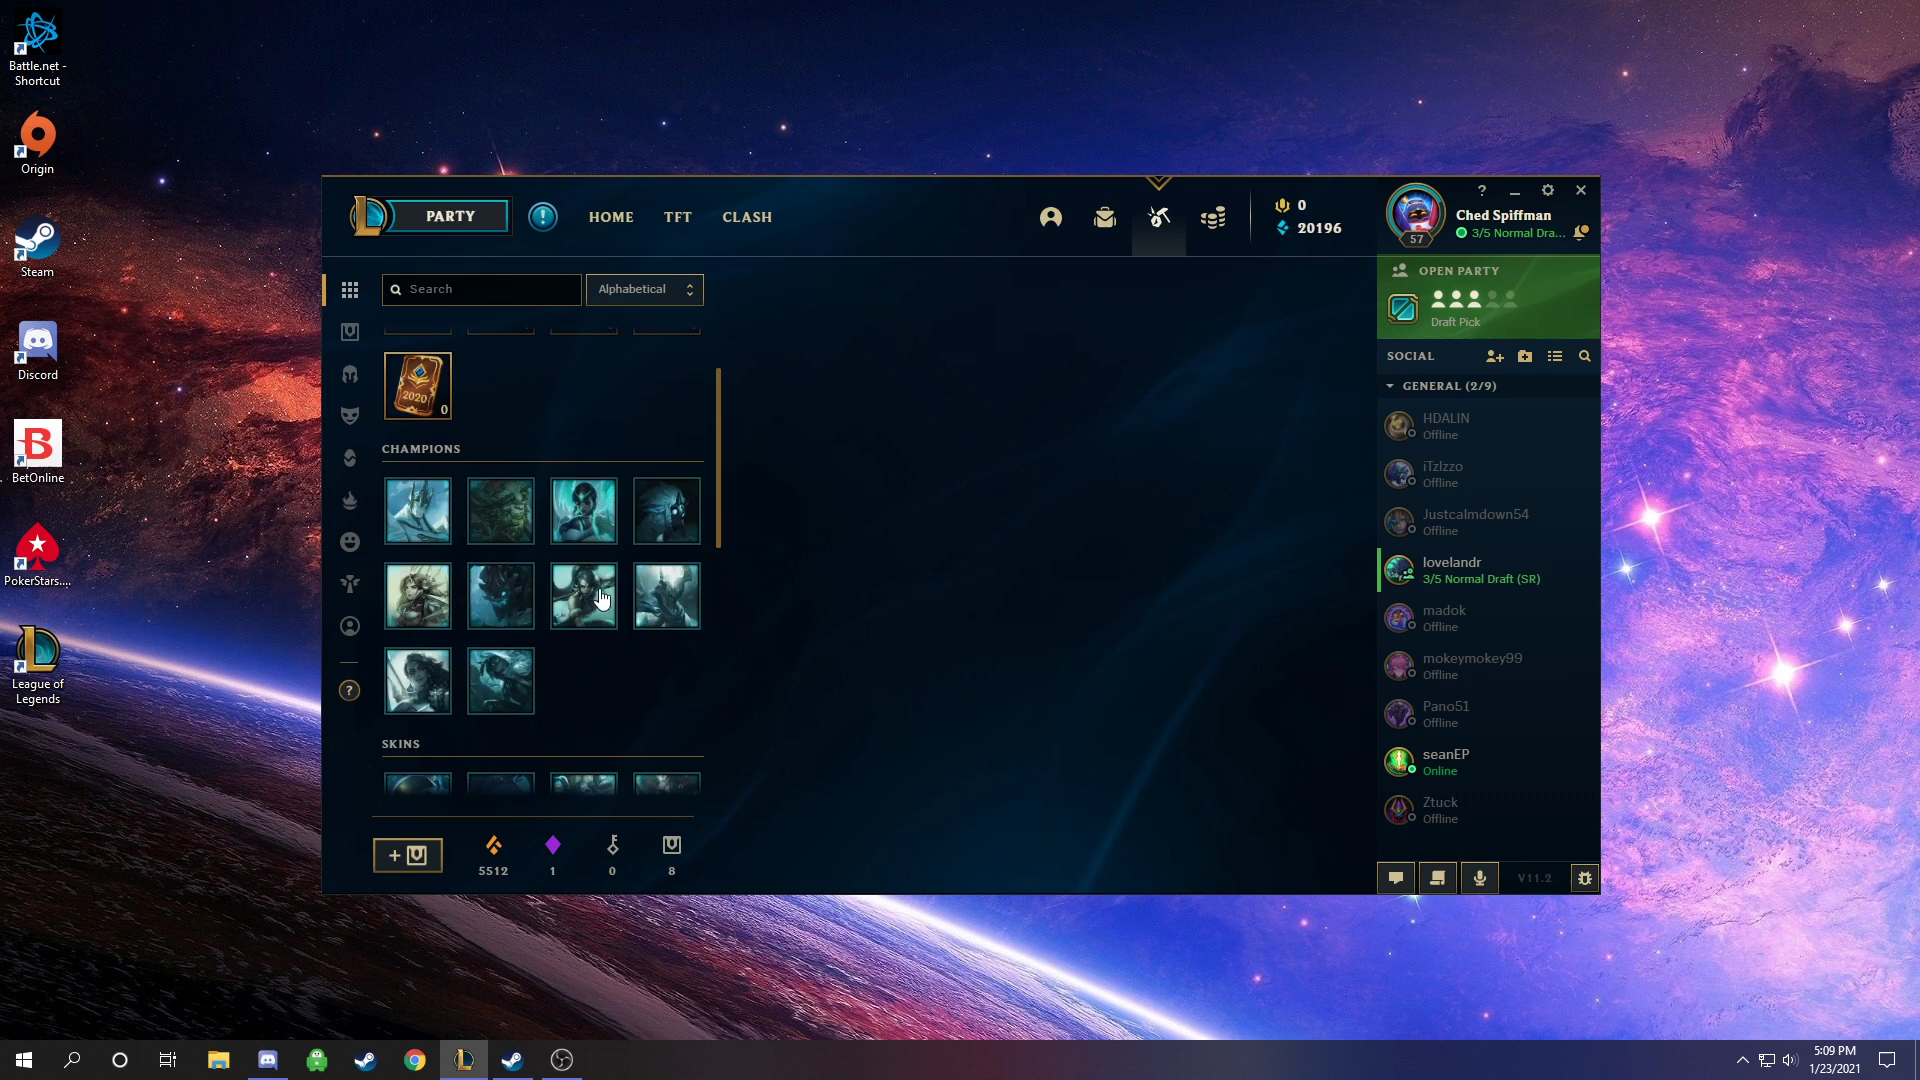 Battle.net -
Shortcut
Origin
Steam
Discord
BetOnline
PokerStars....
League of
Legends
PARTY
HOME
TFT
CLASH
0
20196
?
57
Ched Spiffman
3/5 Normal Dra...
OPEN PARTY
Draft Pick
SOCIAL
GENERAL (2/9)
HDALIN
Offline
iTzIzzo
Offline
Justcalmdown54
Offline
lovelandr
3/5 Normal Draft (SR)
madok
Offline
mokeymokey99
Offline
Pano51
Offline
seanEP
Online
Ztuck
Offline
V11.2
Search
Alphabetical
2020
0
CHAMPIONS
SKINS
?
+
5512
1
0
8
5:09 PM
1/23/2021